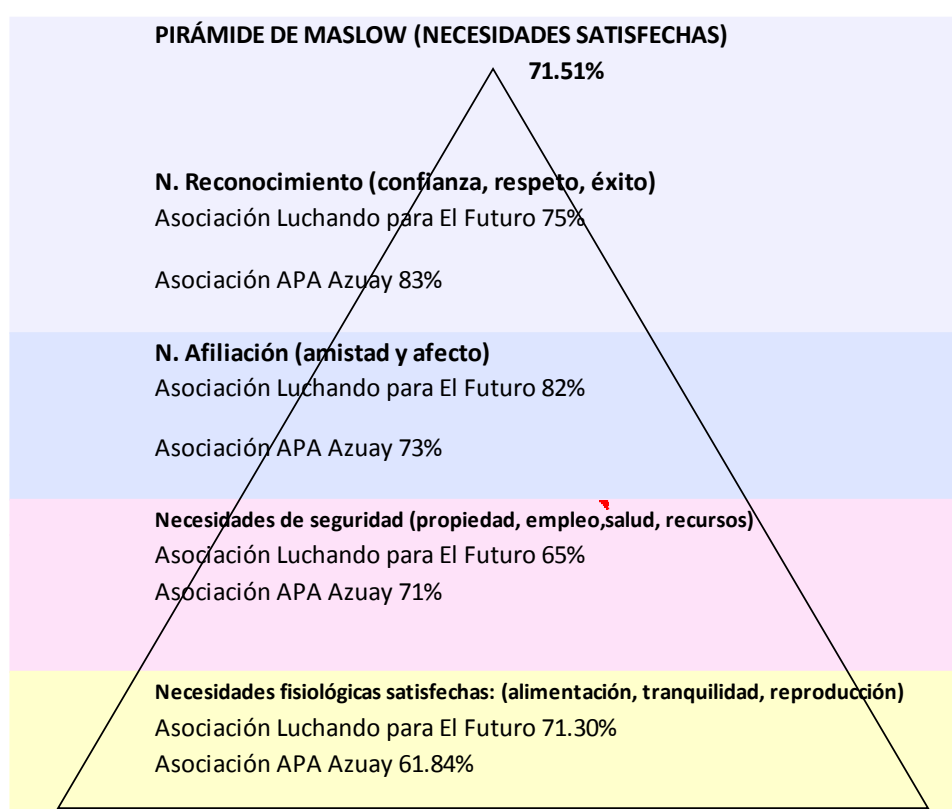 PIRÁMIDE DE MASLOW (NECESIDADES SATISFECHAS)
71.51%
N. Reconocimiento (confianza, respeto, éxito)
Asociación Luchando para El Futuro 75%
Asociación APA Azuay 83%
N. Afiliación (amistad y afecto)
Asociación Luchando para El Futuro 82%
Asociación APA Azuay 73%
Necesidades de seguridad (propiedad, empleo,salud, recursos)
Asociación Luchando para El Futuro 65%
Asociación APA Azuay 71%
Necesidades fisiológicas satisfechas: (alimentación, tranquilidad, reproducción)
Asociación Luchando para El Futuro 71.30%
Asociación APA Azuay 61.84%